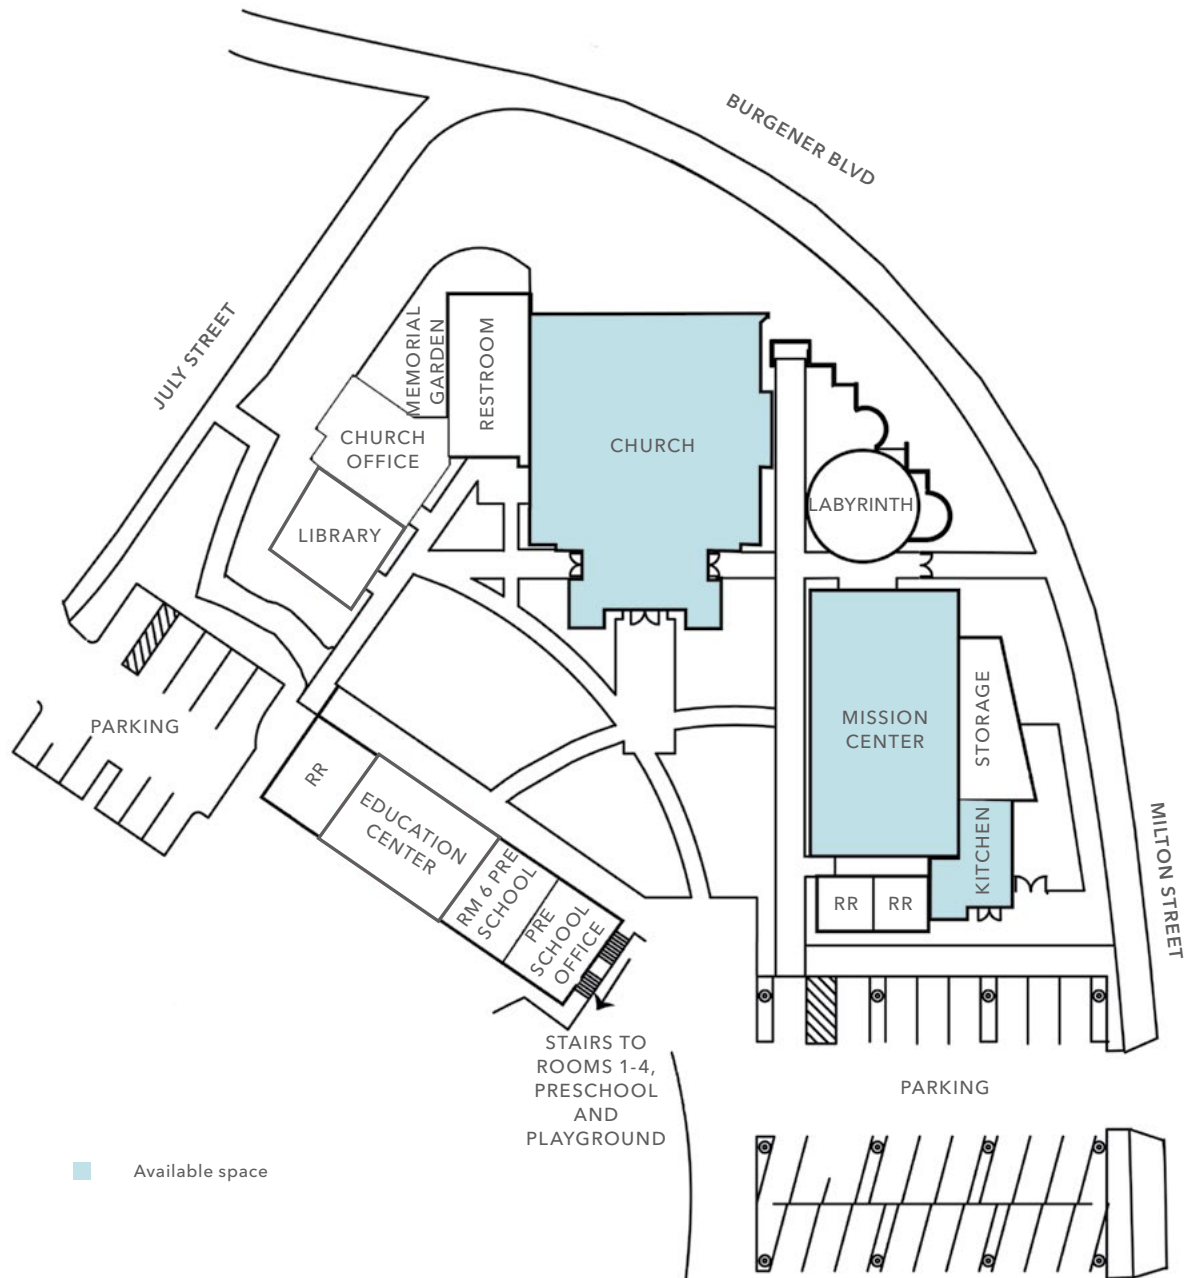 BURGENER BLVD
JULY STREET
MEMORIAL
GARDEN
RESTROOM
CHURCH
OFFICE
CHURCH
LIBRARY
LABYRINTH
PARKING
MISSION
CENTER
STORAGE
RR
EDUCATION
CENTER
RM 6 PRE
SCHOOL
PRE
SCHOOL
OFFICE
KITCHEN
RR
RR
MILTON STREET
STAIRS TO
ROOMS 1-4,
PRESCHOOL
AND
PLAYGROUND
PARKING
Available space